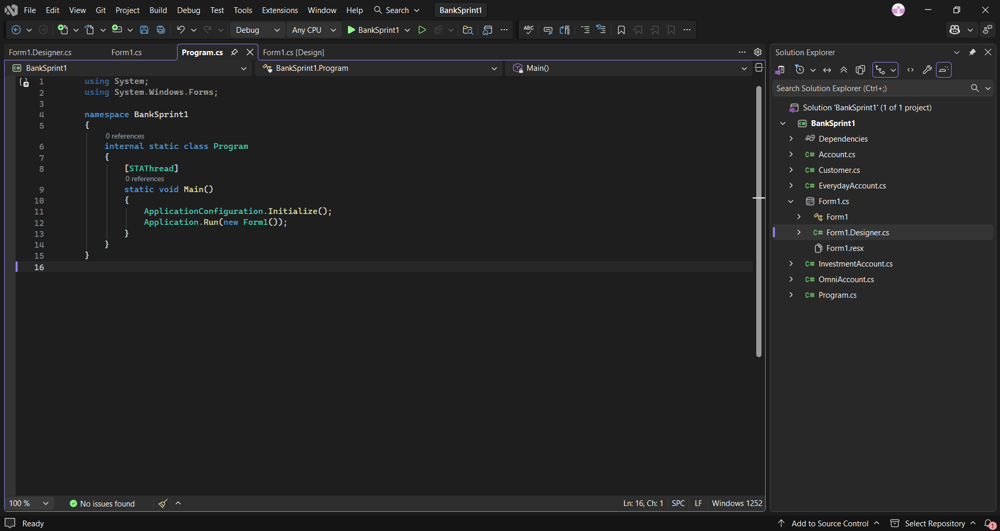 File Edit View Git Project Build Debug Test Tools Extensions Window Help Search BankSprint1
Debug Any CPU BankSprint1 ABC
Form1.Designer.cs Form1.cs Program.cs Form1.cs [Design]
C# BankSprint1 BankSprint1.Program Main()
1 using System;
2 using System.Windows.Forms;
3
4 namespace BankSprint1
5 {
0 references
6 internal static class Program
7 {
8 [STAThread]
0 references
9 static void Main()
10 {
11 ApplicationConfiguration.Initialize();
12 Application.Run(new Form1());
13 }
14 }
15 }
16
100 % No issues found Ln: 16, Ch: 1 SPC LF Windows 1252
Solution Explorer
Search Solution Explorer (Ctrl+;)
Solution 'BankSprint1' (1 of 1 project)
C# BankSprint1
Dependencies
C# Account.cs
C# Customer.cs
C# EverydayAccount.cs
Form1.cs
Form1
C# Form1.Designer.cs
Form1.resx
C# InvestmentAccount.cs
C# OmniAccount.cs
C# Program.cs
Ready Add to Source Control Select Repository 1